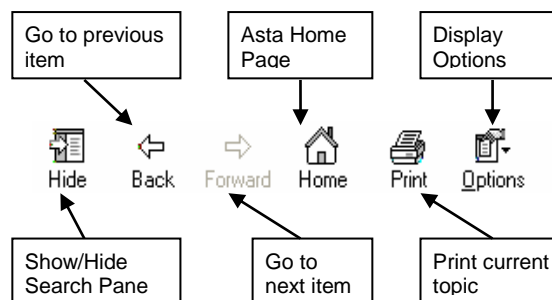 Go to previous
item
Asta Home
Page
Display
Options
Hide
Back
Forward
Home
Print
Options
Show/Hide
Search Pane
Go to
next item
Print current
topic